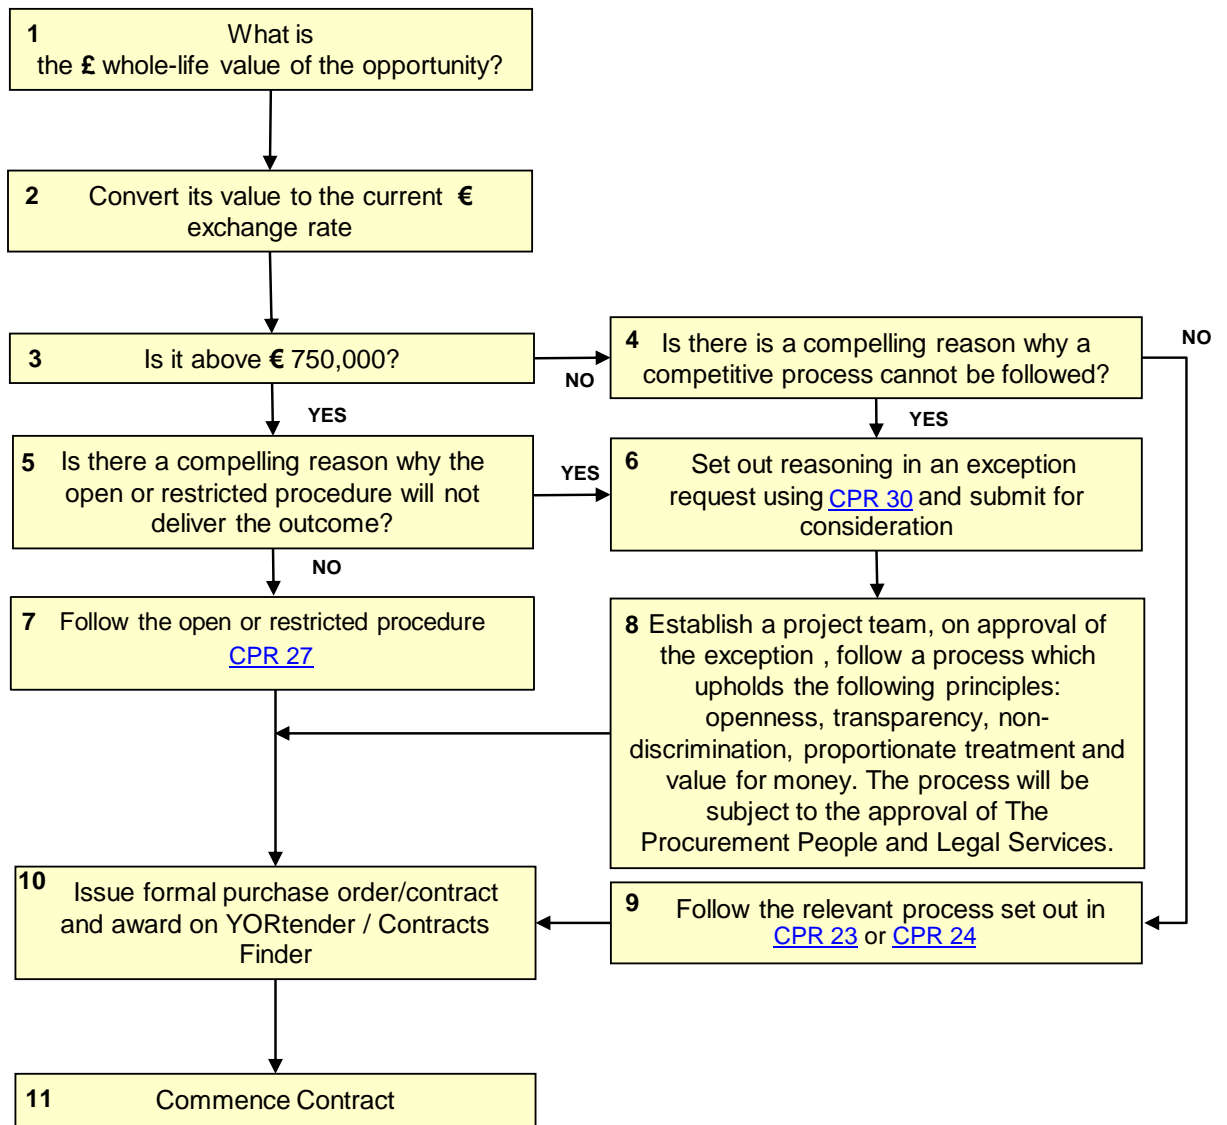 1
What is
the £ whole-life value of the opportunity?
2
Convert its value to the current €
exchange rate
3
Is it above € 750,000?
NO
YES
4
Is there is a compelling reason why a
competitive process cannot be followed?
NO
YES
5
Is there a compelling reason why the
open or restricted procedure will not
deliver the outcome?
YES
NO
6
Set out reasoning in an exception
request using CPR 30 and submit for
consideration
7
Follow the open or restricted procedure
CPR 27
8 Establish a project team, on approval of
the exception , follow a process which
upholds the following principles:
openness, transparency, non-
discrimination, proportionate treatment and
value for money. The process will be
subject to the approval of The
Procurement People and Legal Services.
9
Follow the relevant process set out in
CPR 23 or CPR 24
10
Issue formal purchase order/contract
and award on YORtender / Contracts
Finder
11
Commence Contract